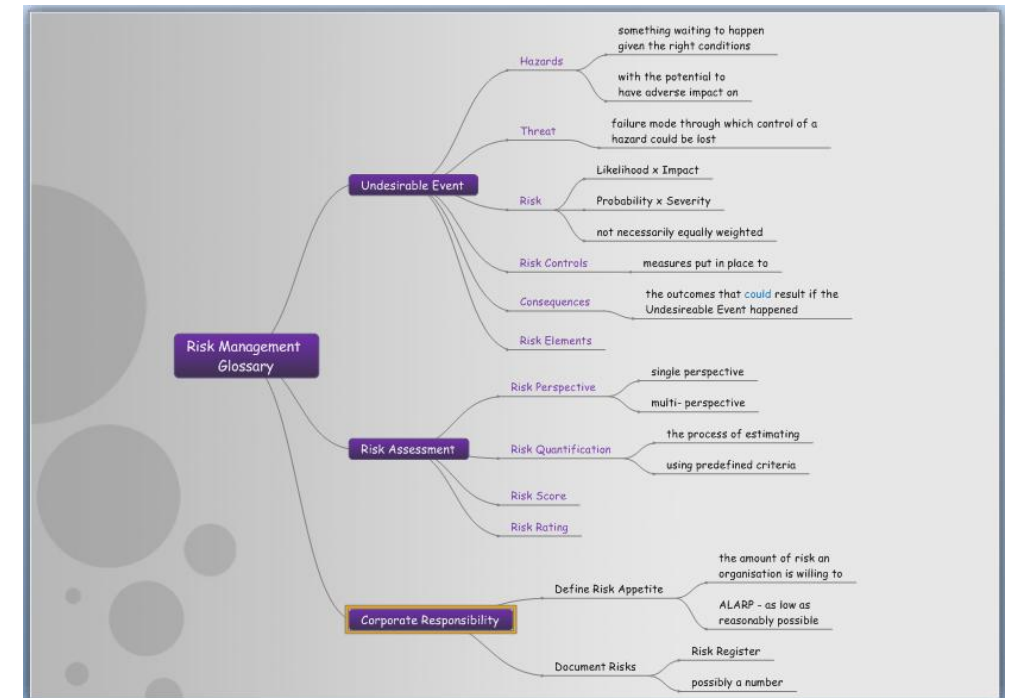 something waiting to happen
given the right conditions
Hazards
with the potential to
have adverse impact on
Threat
failure mode through which control of a
hazard could be lost
Undesirable Event
Likelihood x Impact
Risk
Probability x Severity
not necessarily equally weighted
Risk Controls
measures put in place to
Consequences
the outcomes that could result if the
Undesireable Event happened
Risk Elements
Risk Management
Glossary
Risk Perspective
single perspective
multi- perspective
Risk Assessment
Risk Quantification
the process of estimating
using predefined criteria
Risk Score
Risk Rating
Corporate Responsibility
Define Risk Appetite
the amount of risk an
organisation is willing to
ALARP - as low as
reasonably possible
Document Risks
Risk Register
possibly a number